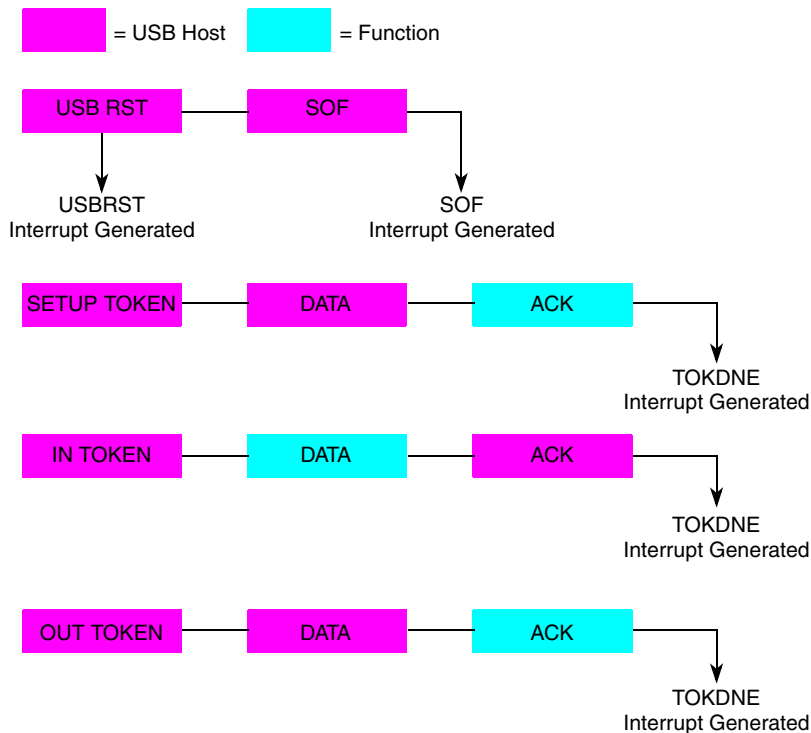 = USB Host
= Function
USB RST
SOF
USBRST
Interrupt Generated
SOF
Interrupt Generated
SETUP TOKEN
DATA
ACK
TOKDNE
Interrupt Generated
IN TOKEN
DATA
ACK
TOKDNE
Interrupt Generated
OUT TOKEN
DATA
ACK
TOKDNE
Interrupt Generated